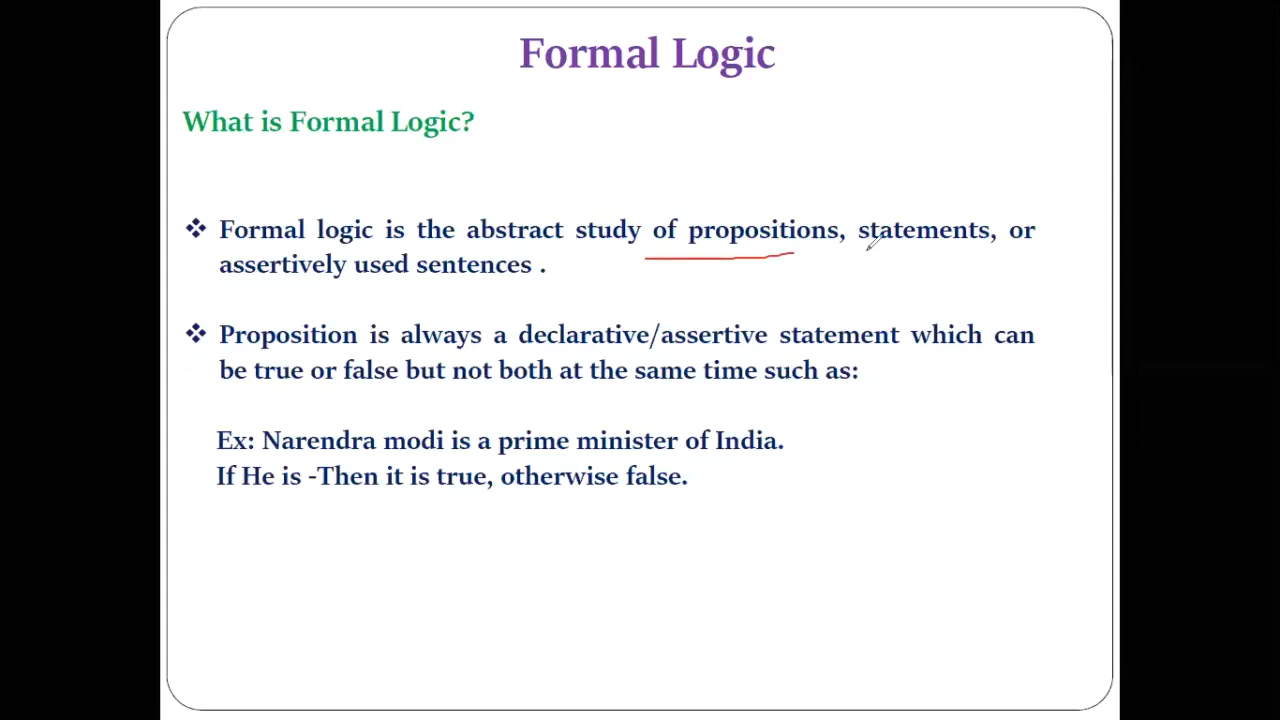 Formal Logic
What is Formal Logic?
❖ Formal logic is the abstract study of propositions, statements, or
assertively used sentences .
❖ Proposition is always a declarative/assertive statement which can
be true or false but not both at the same time such as:
Ex: Narendra modi is a prime minister of India.
If He is -Then it is true, otherwise false.